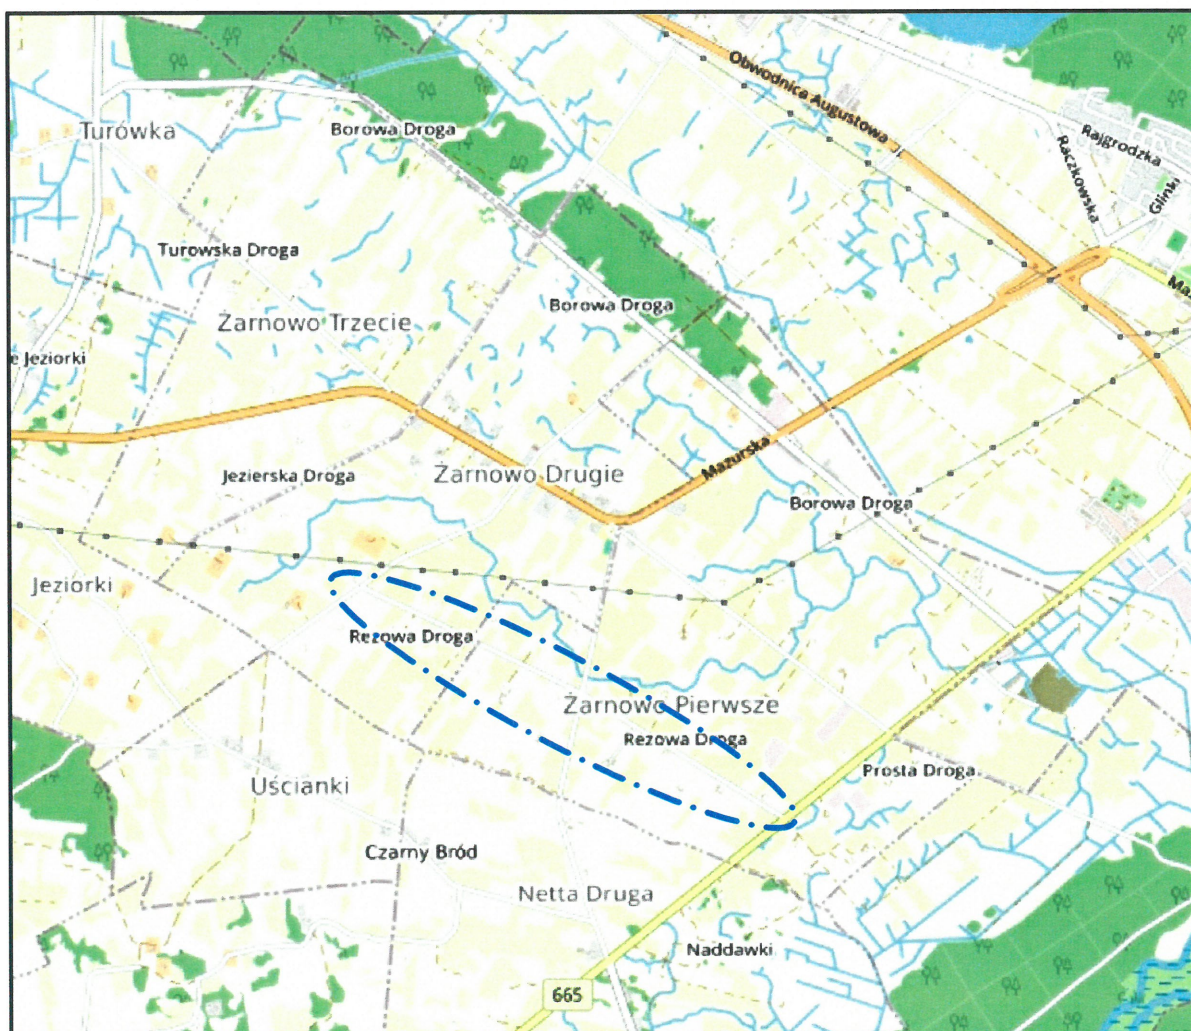 Obwodnica Augustowa
Turówka
Borowa Droga
Rajgrodzka
Raczkowska
Glinki
Turowska Droga
Borowa Droga
Żarnowo Trzecie
e Jeziorki
Mazurska
Jezierska Droga
Żarnowo Drugie
Borowa Droga
Jeziorki
Rezowa Droga
Żarnowo Pierwsze
Rezowa Droga
Prosta Droga
Uścianki
Czarny Bród
Netta Druga
Naddawki
665